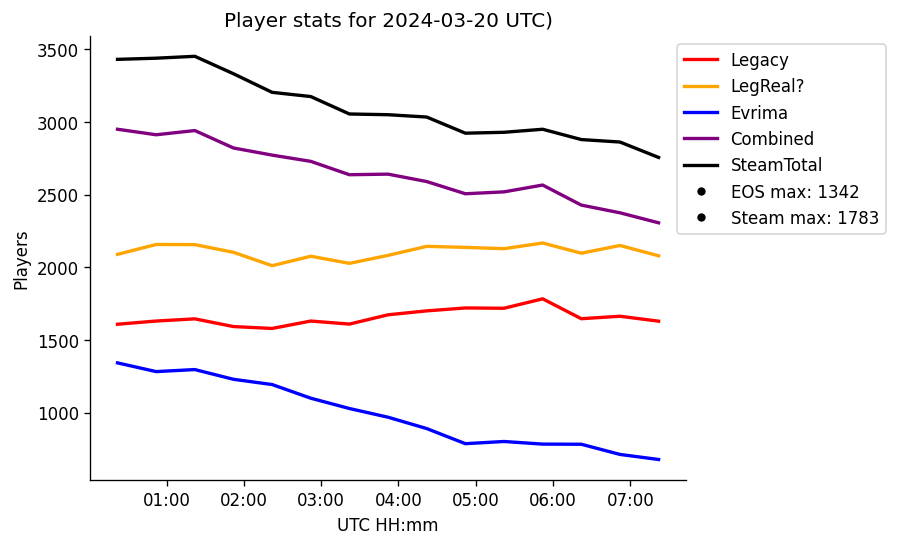 Player stats for 2024-03-20 UTC)
3500
3000
2500
2000
1500
1000
Players
01:00 02:00 03:00 04:00 05:00 06:00 07:00
UTC HH:mm
Legacy
LegReal?
Evrima
Combined
SteamTotal
EOS max: 1342
Steam max: 1783